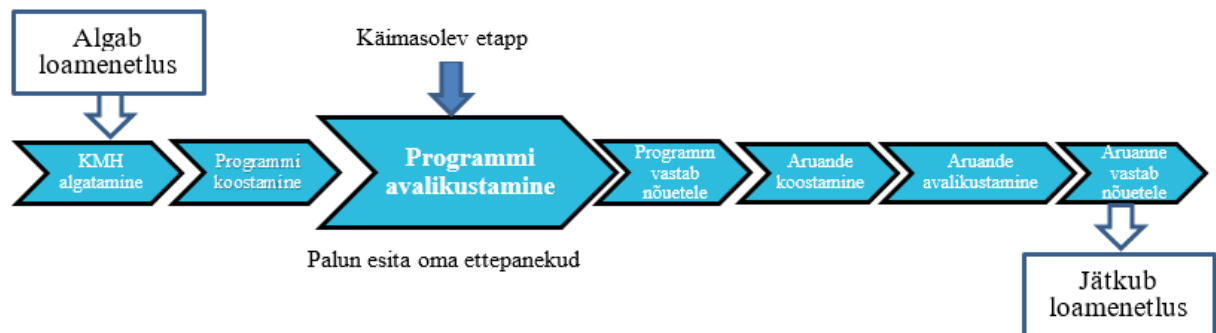 Algab
loamenetlus
Käimasolev etapp
KMH
algatamine
Programmi
koostamine
Programmi
avalikustamine
Programm
vastab
nõuetele
Aruande
koostamine
Aruande
avalikustamine
Aruanne
vastab
nõuetele
Palun esita oma ettepanekud
Jätkub
loamenetlus